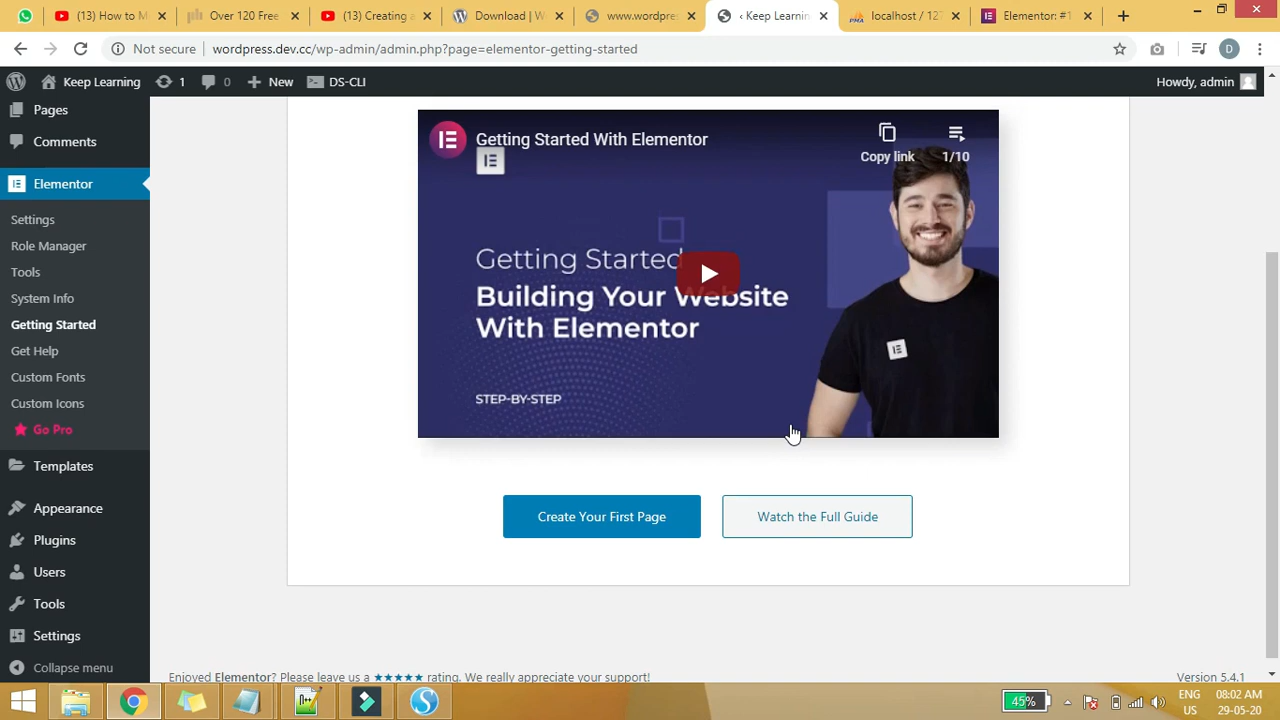 (13) How to M
Over 120 Free
(13) Creating a
Download | W
www.wordpres
‹ Keep Learnin
localhost / 127
Elementor: #1
Not secure
wordpress.dev.cc/wp-admin/admin.php?page=elementor-getting-started
D
Keep Learning
1
0
New
DS-CLI
Howdy, admin
Pages
Comments
Elementor
Settings
Role Manager
Tools
System Info
Getting Started
Get Help
Custom Fonts
Custom Icons
Go Pro
Templates
Appearance
Plugins
Users
Tools
Settings
Collapse menu
Getting Started With Elementor
Copy link
1/10
Getting Started
Building Your Website
With Elementor
STEP-BY-STEP
Create Your First Page
Watch the Full Guide
Enjoyed Elementor? Please leave us a ★★★★★ rating. We really appreciate your support!
Version 5.4.1
45%
ENG
US
08:02 AM
29-05-20